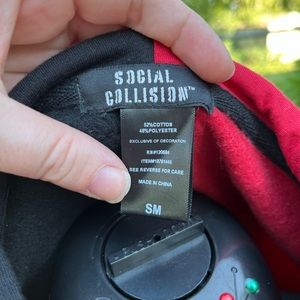 SOCIAL
COLLISION™
52%COTTON
48%POLYESTER
EXCLUSIVE OF DECORATION
SEE REVERSE FOR CARE
MADE IN CHINA
SM